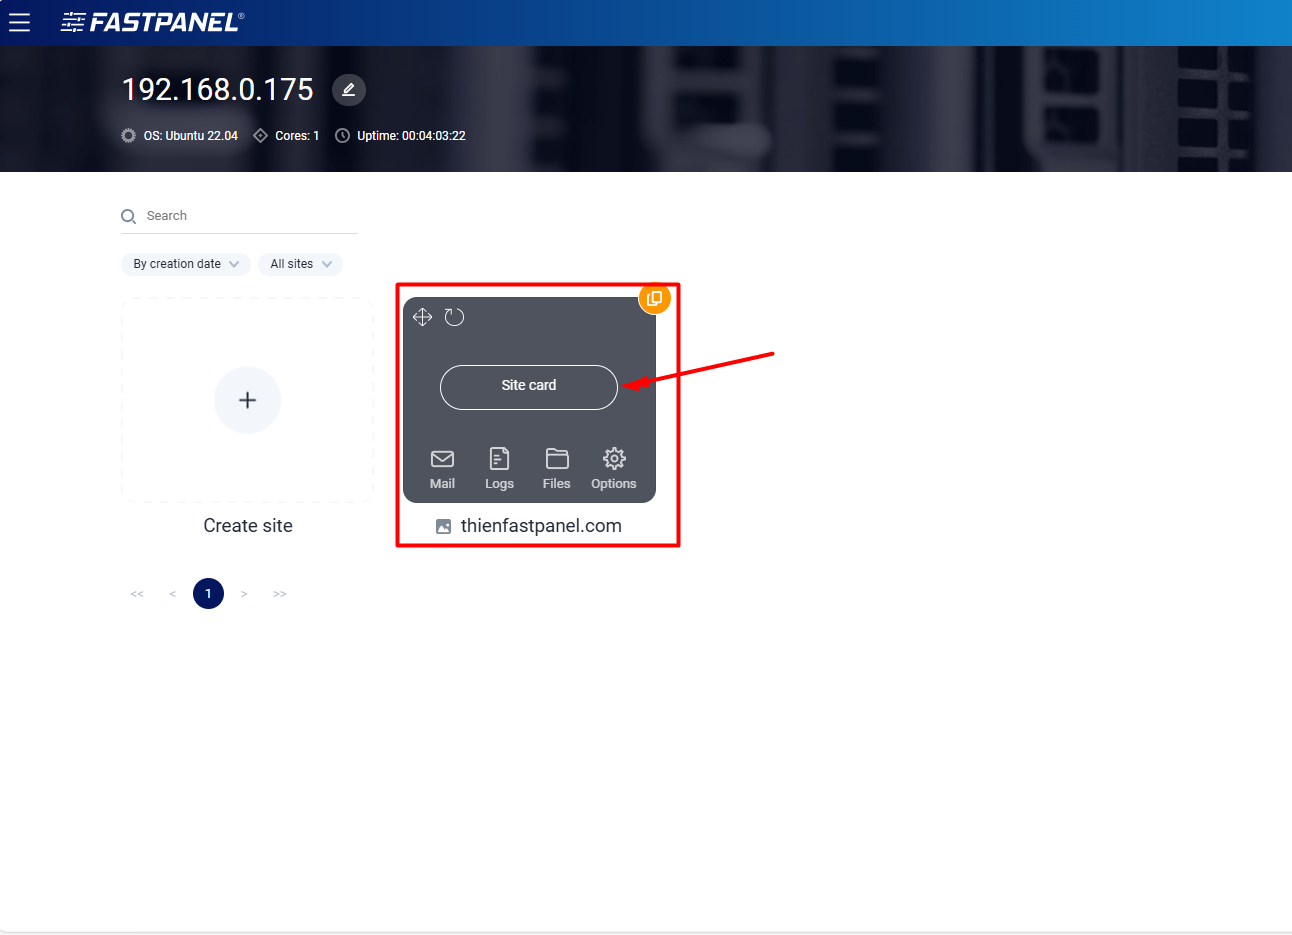 FASTPANEL®
192.168.0.175
OS: Ubuntu 22.04 Cores: 1 Uptime: 00:04:03:22
Search
By creation date All sites
Site card
Mail Logs Files Options
Create site thienfastpanel.com
<< < 1 > >>